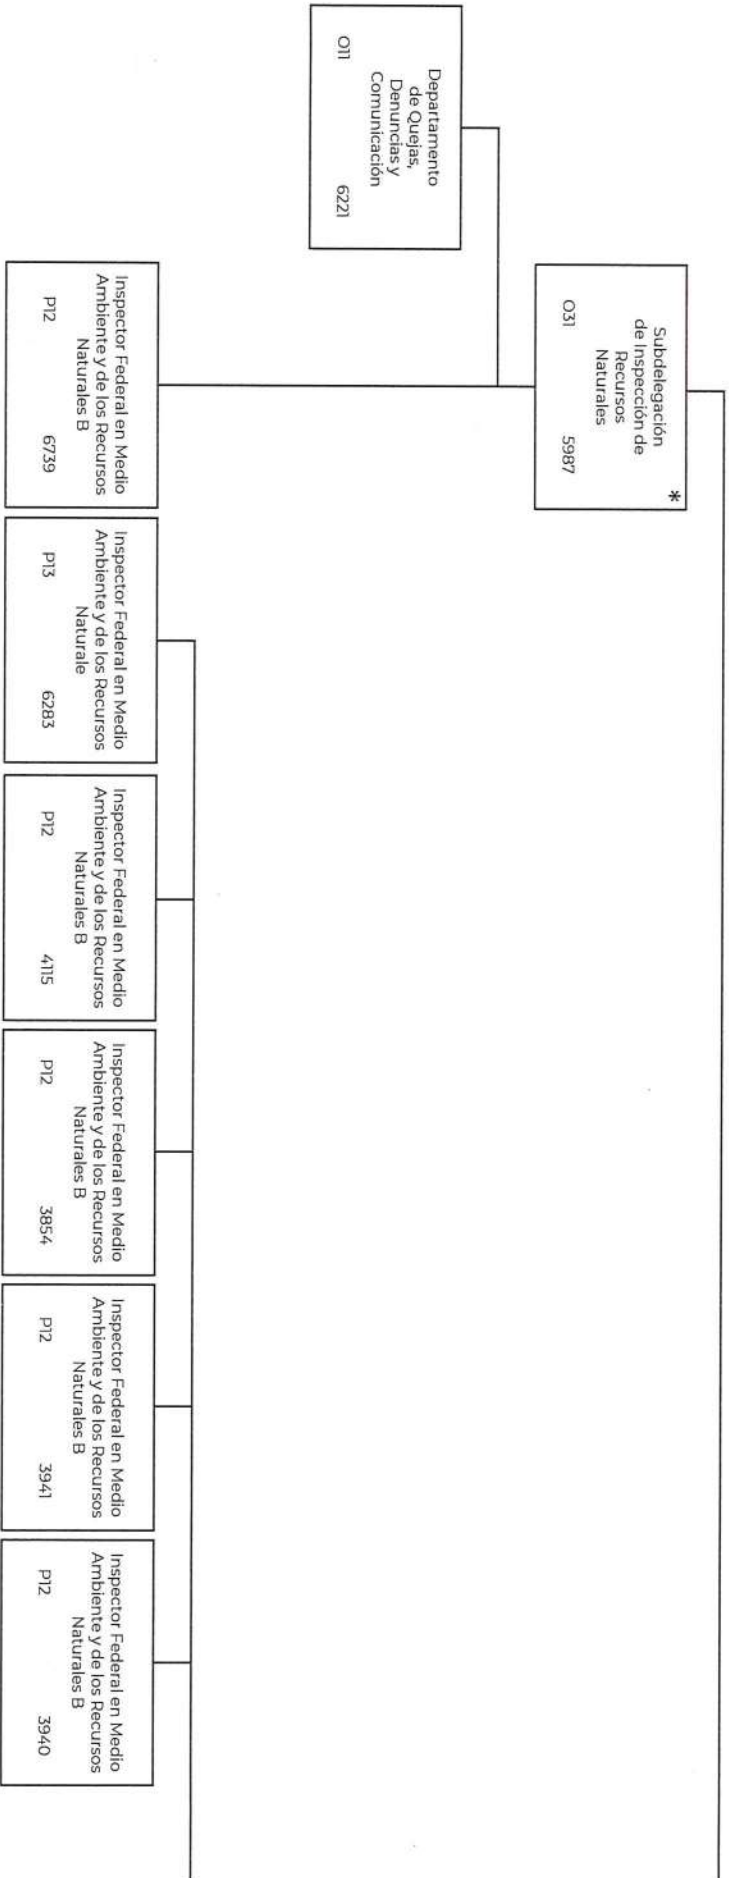 Subdelegación
de Inspección de
Recursos
Naturales
*
O31 5987
Departamento
de Quejas,
Denuncias y
Comunicación
O11 6221
Inspector Federal en Medio
Ambiente y de los Recursos
Naturales B
P12 6739
Inspector Federal en Medio
Ambiente y de los Recursos
Naturale
P13 6283
Inspector Federal en Medio
Ambiente y de los Recursos
Naturales B
P12 4115
Inspector Federal en Medio
Ambiente y de los Recursos
Naturales B
P12 3854
Inspector Federal en Medio
Ambiente y de los Recursos
Naturales B
P12 3941
Inspector Federal en Medio
Ambiente y de los Recursos
Naturales B
P12 3940